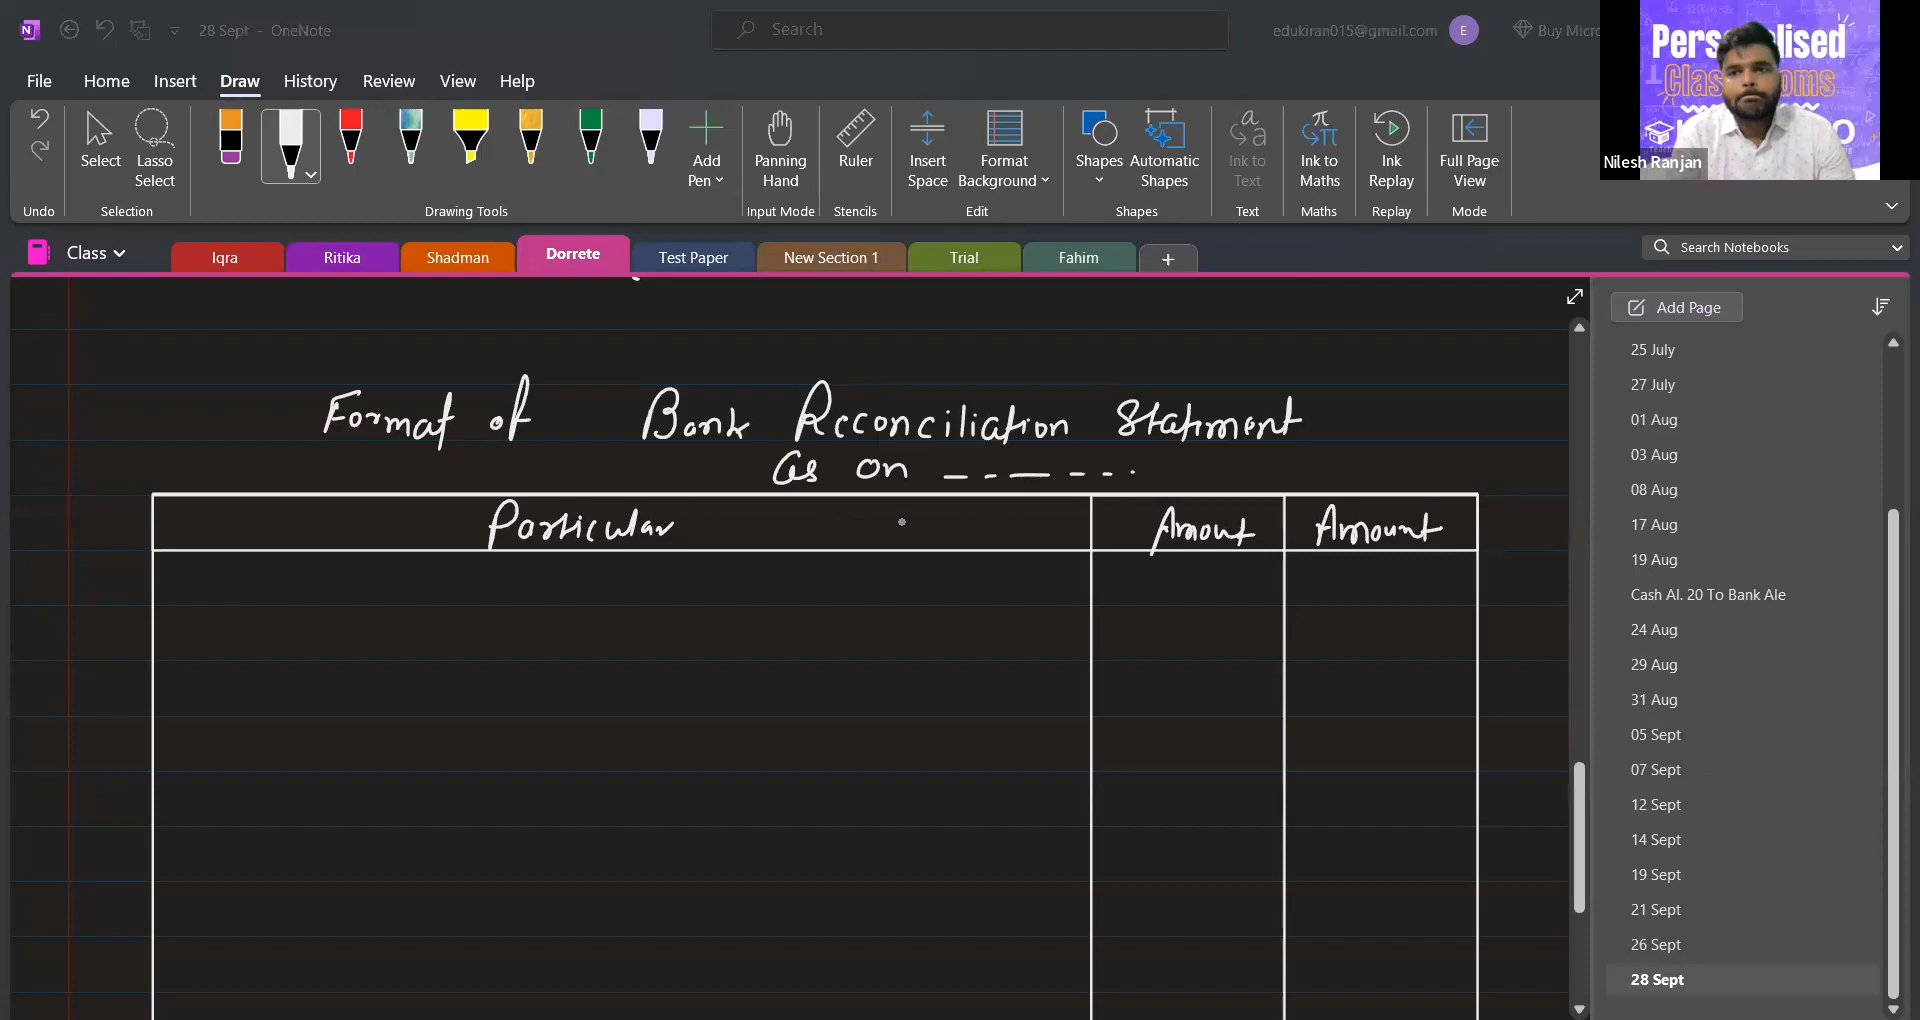 28 Sept - OneNote
Search
edukiran015@gmail.com
E
Buy Micro
File
Home
Insert
Draw
History
Review
View
Help
Select
Lasso
Select
Add
Pen
Panning
Hand
Ruler
Insert
Space
Format
Background
Shapes
Automatic
Shapes
Ink to
Text
Ink to
Maths
Ink
Replay
Full Page
View
Undo
Selection
Drawing Tools
Input Mode
Stencils
Edit
Shapes
Text
Maths
Replay
Mode
Personalised
Nilesh Ranjan
Class
Iqra
Ritika
Shadman
Dorrete
Test Paper
New Section 1
Trial
Fahim
Search Notebooks
Format of Bank Reconciliation Statement
As on
Particular
Amout
Amount
Add Page
25 July
27 July
01 Aug
03 Aug
08 Aug
17 Aug
19 Aug
Cash Al. 20 To Bank Ale
24 Aug
29 Aug
31 Aug
05 Sept
07 Sept
12 Sept
14 Sept
19 Sept
21 Sept
26 Sept
28 Sept